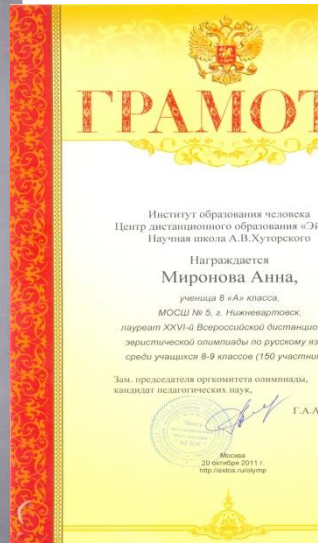 ГРАМОТ
Институт образования человека
Центр дистанционного образования «Эй
Научная школа А.В.Хуторского
Награждается
Миронова Анна,
ученица 8 «А» класса,
МОСШ № 5, г. Нижневартовск,
лауреат XXVI-й Всероссийской дистанцио
эвристической олимпиады по русскому яз
среди учащихся 8-9 классов (150 участник
Зам. председателя оргкомитета олимпиады,
кандидат педагогических наук,
Г.А.А
Москва
20 октября 2011 г.
http://eidos.ru/olymp